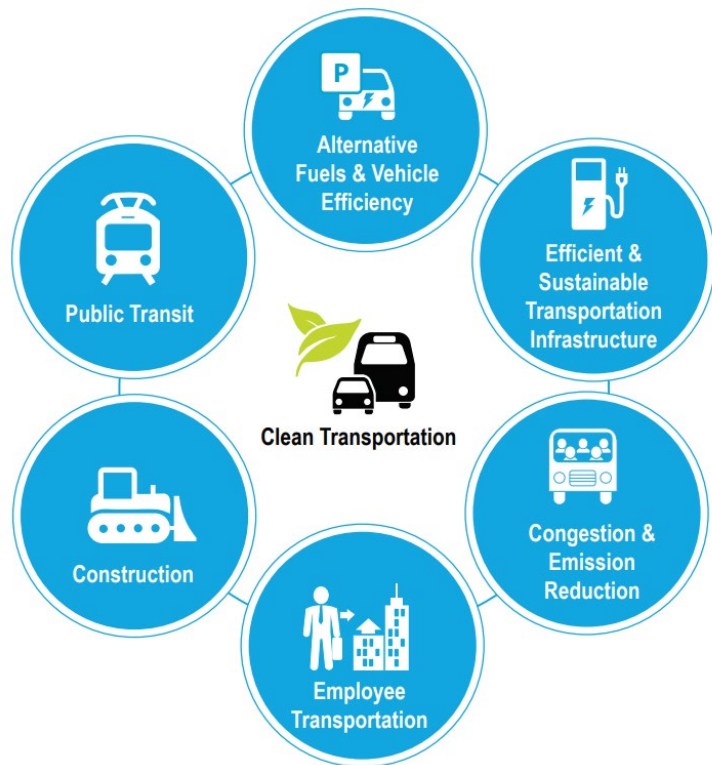 P
Alternative
Fuels & Vehicle
Efficiency
Efficient &
Sustainable
Transportation
Infrastructure
Public Transit
Clean Transportation
Congestion &
Emission
Reduction
Construction
Employee
Transportation